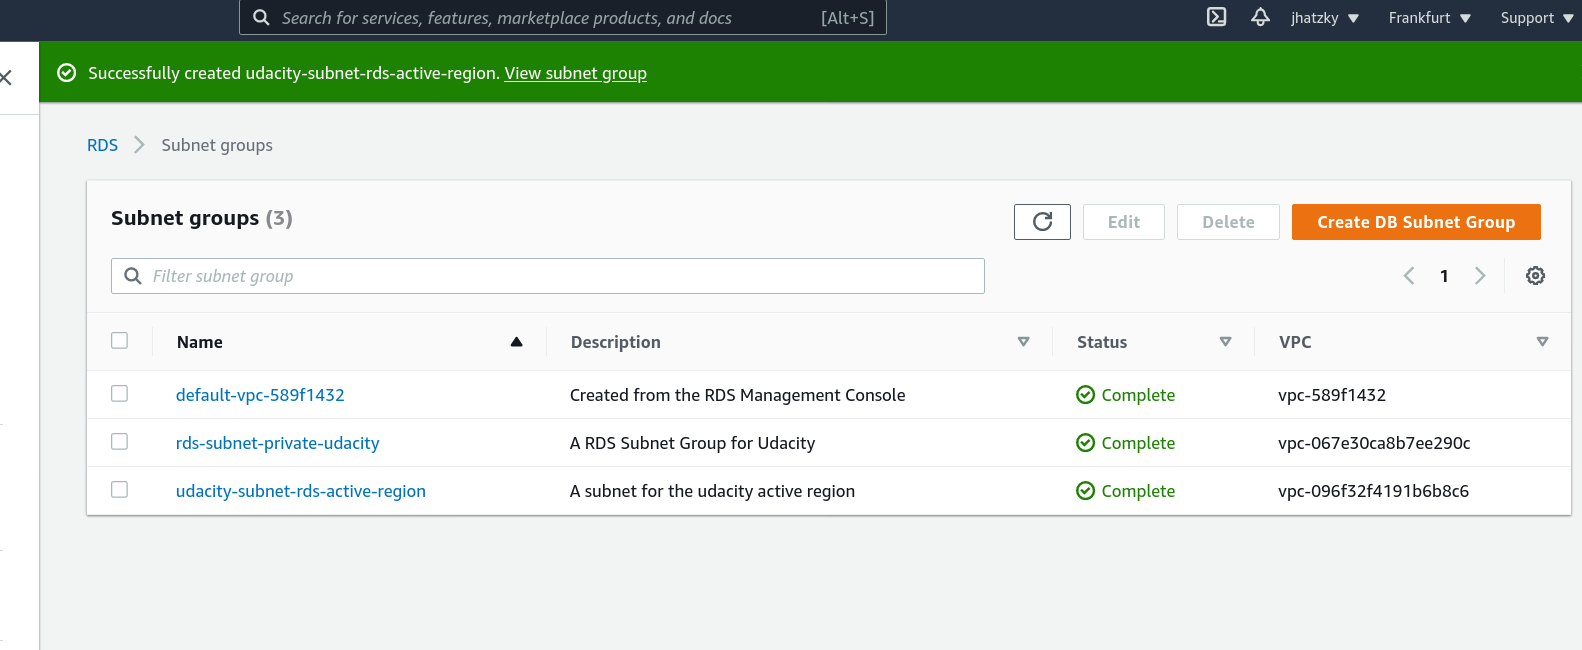 Search for services, features, marketplace products, and docs [Alt+S] jhatzky Frankfurt Support
Successfully created udacity-subnet-rds-active-region. View subnet group
RDS Subnet groups
Subnet groups (3) Edit Delete Create DB Subnet Group
Filter subnet group 1
Name Description Status VPC
default-vpc-589f1432 Created from the RDS Management Console Complete vpc-589f1432
rds-subnet-private-udacity A RDS Subnet Group for Udacity Complete vpc-067e30ca8b7ee290c
udacity-subnet-rds-active-region A subnet for the udacity active region Complete vpc-096f32f4191b6b8c6